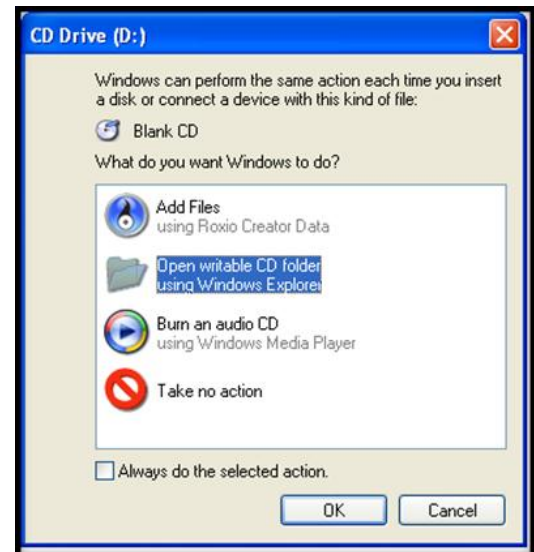 CD Drive (D:)
Windows can perform the same action each time you insert
a disk or connect a device with this kind of file:
Blank CD
What do you want Windows to do?
Add Files
using Roxio Creator Data
Open writable CD folder
using Windows Explorer
Burn an audio CD
using Windows Media Player
Take no action
Always do the selected action.
OK
Cancel